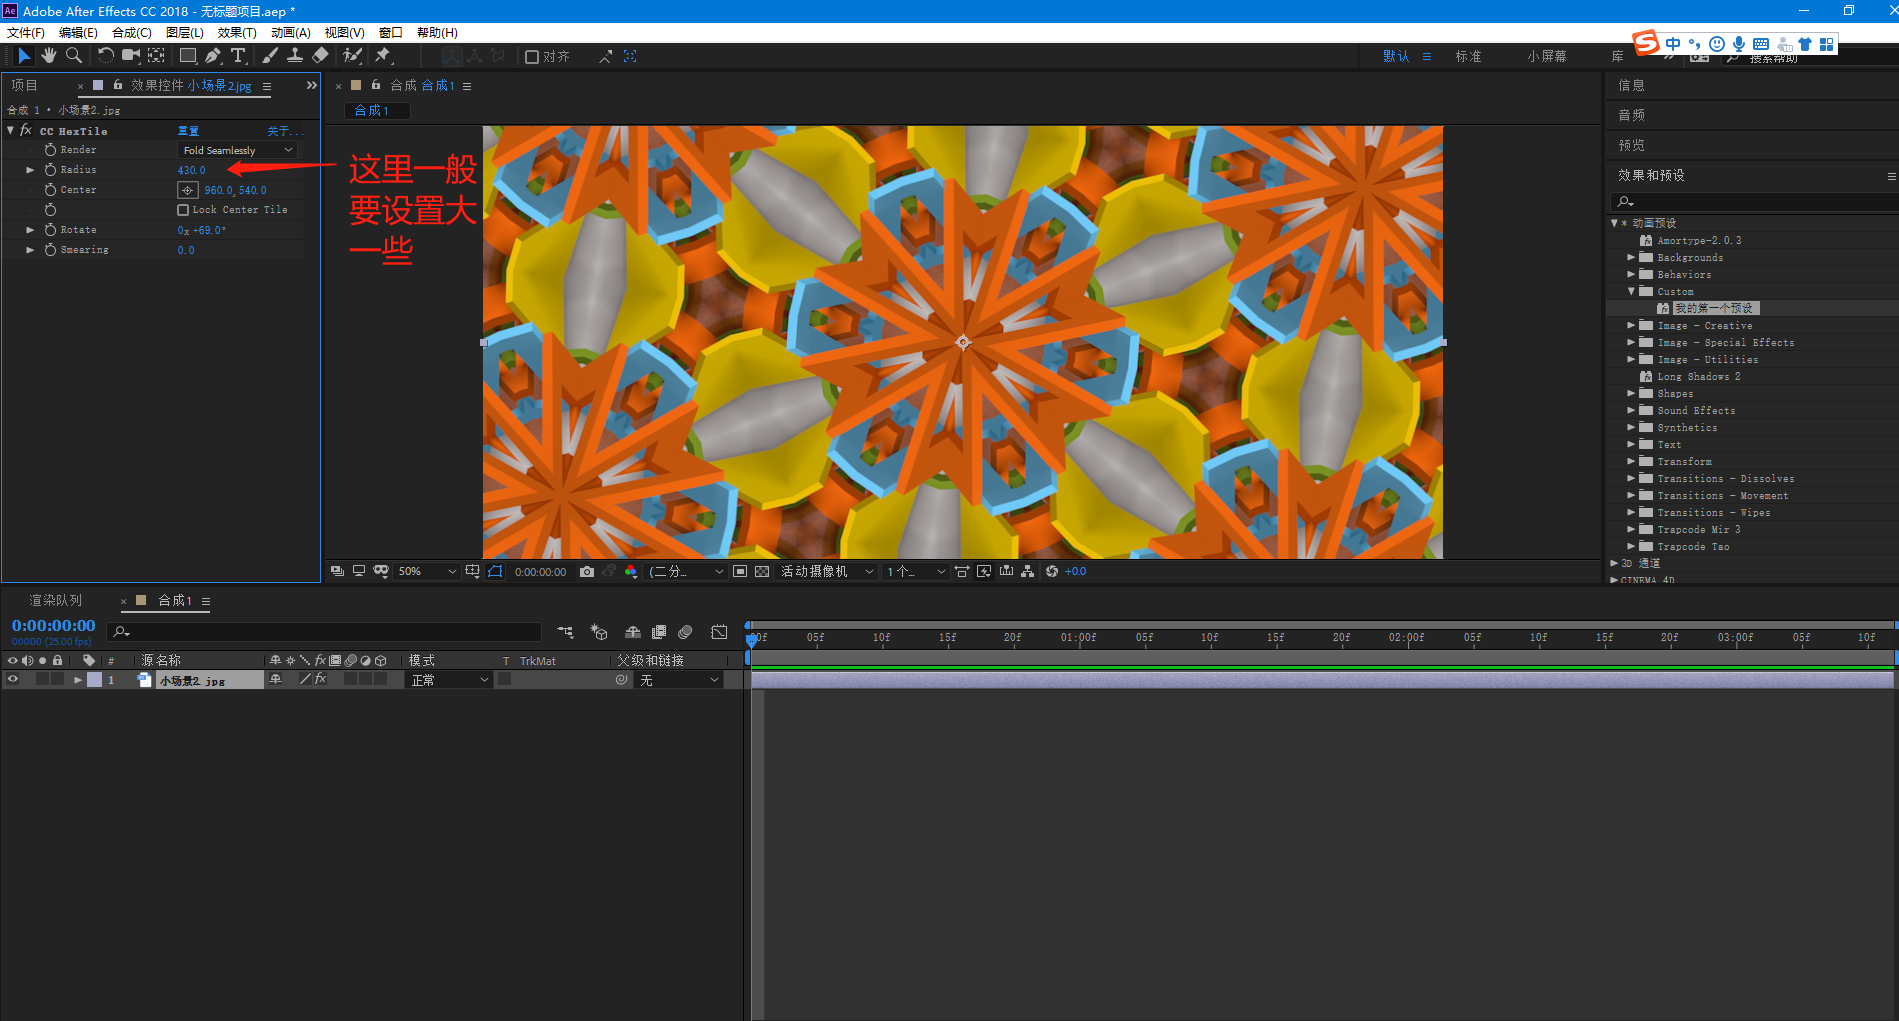 Ae Adobe After Effects CC 2018 - 无标题项目.aep *
文件(F) 编辑(E) 合成(C) 图层(L) 效果(T) 动画(A) 视图(V) 窗口 帮助(H)
对齐
默认 标准 小屏幕 库 搜索帮助
中
项目 效果控件 小场景2.jpg
合成 1 • 小场景2.jpg
fx CC HexTile 重置 关于...
Render Fold Seamlessly
Radius 430.0
Center 960.0, 540.0
Lock Center Tile
Rotate 0x +69.0°
Smearing 0.0
合成 合成1
合成1
这里一般
要设置大
一些
50% 0:00:00:00 (二分... 活动摄像机 1个... +0.0
信息
音频
预览
效果和预设
* 动画预设
Amortype-2.0.3
Backgrounds
Behaviors
Custom
我的第一个预设
Image - Creative
Image - Special Effects
Image - Utilities
Long Shadows 2
Shapes
Sound Effects
Synthetics
Text
Transform
Transitions - Dissolves
Transitions - Movement
Transitions - Wipes
Trapcode Mir 3
Trapcode Tao
3D 通道
CINEMA 4D
渲染队列 合成1
0:00:00:00
00000 (25.00 fps)
# 源名称 fx 模式 T TrkMat 父级和链接
1 小场景2.jpg fx 正常 无
00f 05f 10f 15f 20f 01:00f 05f 10f 15f 20f 02:00f 05f 10f 15f 20f 03:00f 05f 10f